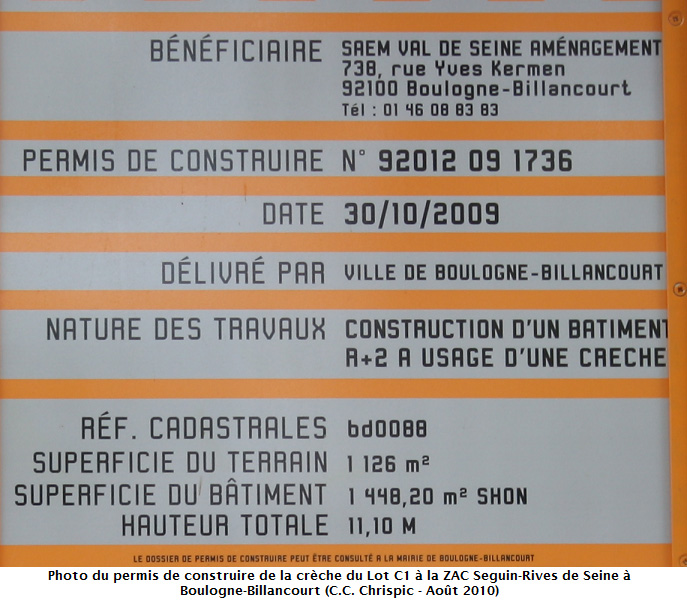 BÉNÉFICIAIRE SAEM VAL DE SEINE AMÉNAGEMENT
738, rue Yves Kermen
92100 Boulogne-Billancourt
Tél : 01 46 08 83 83
PERMIS DE CONSTRUIRE N° 92012 09 1736
DATE 30/10/2009
DÉLIVRÉ PAR VILLE DE BOULOGNE-BILLANCOURT
NATURE DES TRAVAUX CONSTRUCTION D'UN BATIMENT
R+2 A USAGE D'UNE CRECHE
RÉF. CADASTRALES bd0088
SUPERFICIE DU TERRAIN 1 126 m²
SUPERFICIE DU BÂTIMENT 1 448,20 m² SHON
HAUTEUR TOTALE 11,10 M
LE DOSSIER DE PERMIS DE CONSTRUIRE PEUT ÊTRE CONSULTÉ A LA MAIRIE DE BOULOGNE-BILLANCOURT
Photo du permis de construire de la crèche du Lot C1 à la ZAC Seguin-Rives de Seine à
Boulogne-Billancourt (C.C. Chrispic - Août 2010)